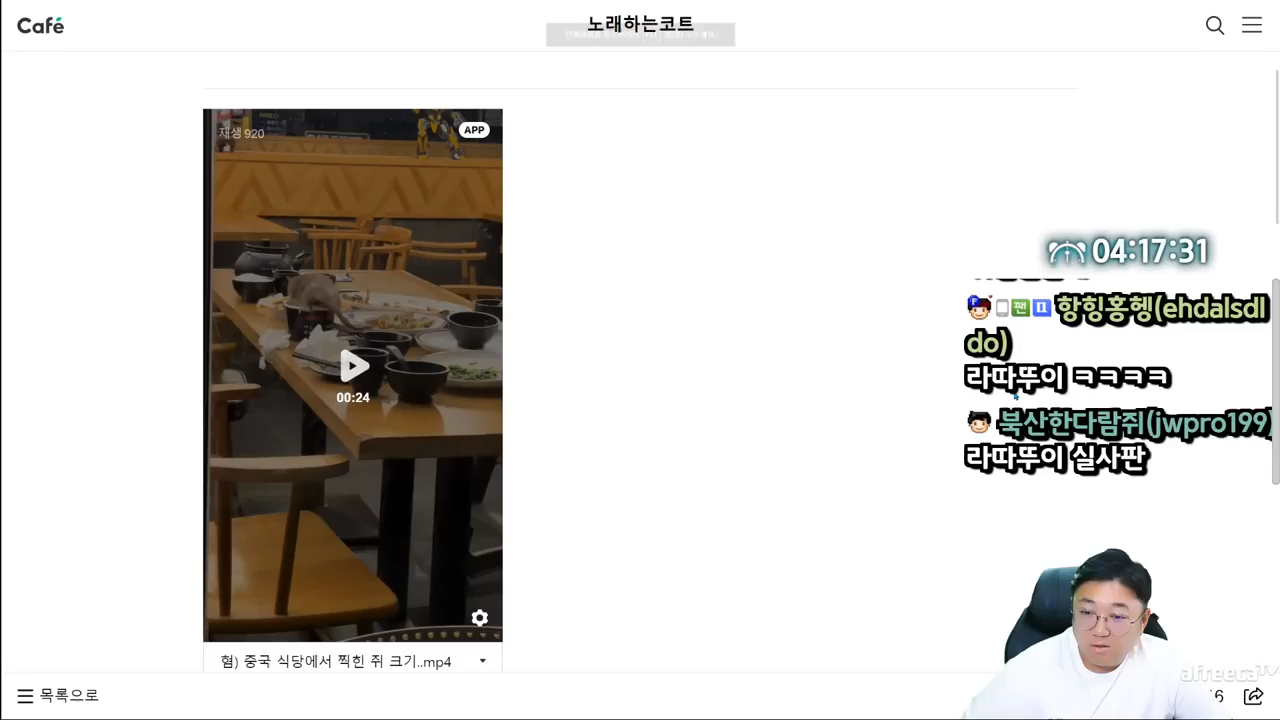 Café
노래하는코트
재생 920
APP
04:17:31
항힝홍헹(ehdalsdl
do)
라따뚜이 ㅋㅋㅋㅋ
북산한다람쥐(jwpro199)
라따뚜이 실사판
00:24
혐) 중국 식당에서 찍힌 쥐 크기..mp4
목록으로
afreecaTV